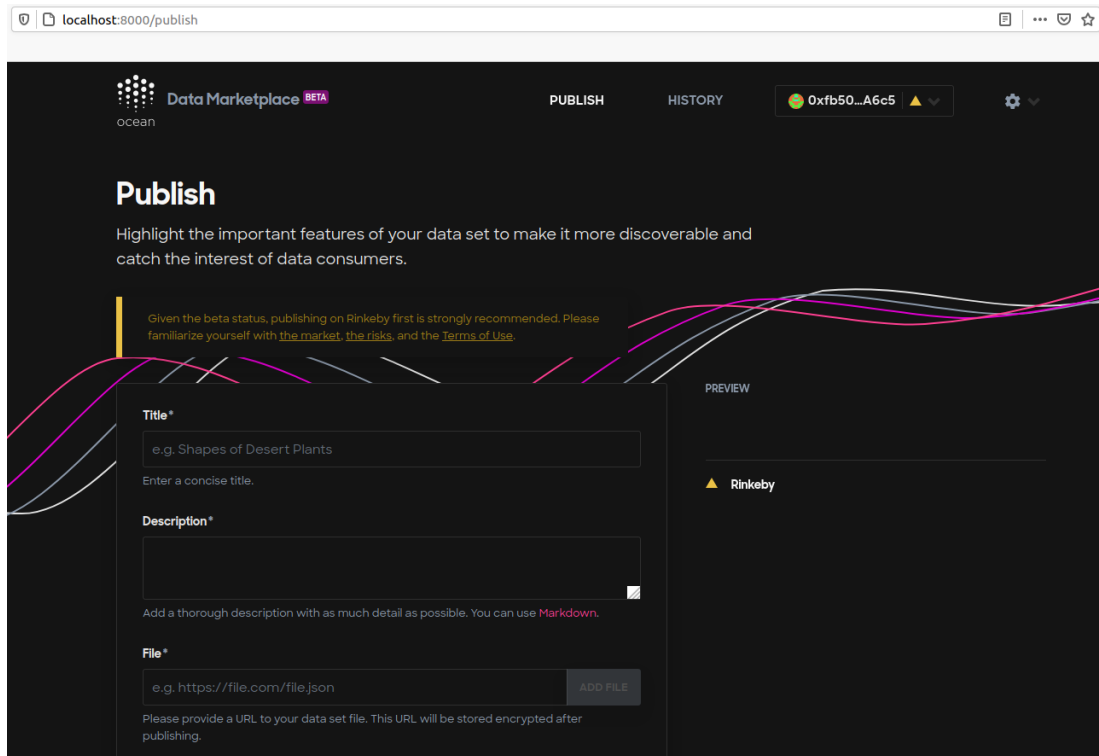 localhost:8000/publish
ocean
Data Marketplace BETA
PUBLISH
HISTORY
0xfb50...A6c5
Publish
Highlight the important features of your data set to make it more discoverable and
catch the interest of data consumers.
Given the beta status, publishing on Rinkeby first is strongly recommended. Please
familiarize yourself with the market, the risks, and the Terms of Use.
Title*
e.g. Shapes of Desert Plants
Enter a concise title.
Description*
Add a thorough description with as much detail as possible. You can use Markdown.
File*
e.g. https://file.com/file.json
ADD FILE
Please provide a URL to your data set file. This URL will be stored encrypted after
publishing.
PREVIEW
Rinkeby